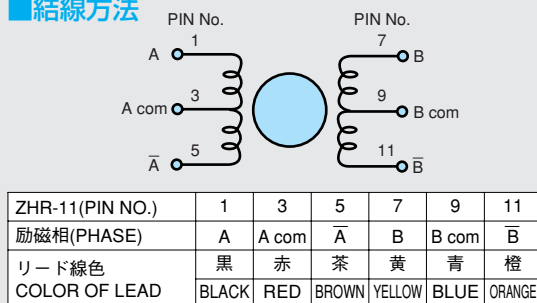 ■結線方法
PIN No. PIN No.
1 7
A B
3 9
A com B com
5 11
A̅ B̅
ZHR-11(PIN NO.) 1 3 5 7 9 11
励磁相(PHASE) A A com A̅ B B com B̅
リード線色 黒 赤 茶 黄 青 橙
COLOR OF LEAD BLACK RED BROWN YELLOW BLUE ORANGE